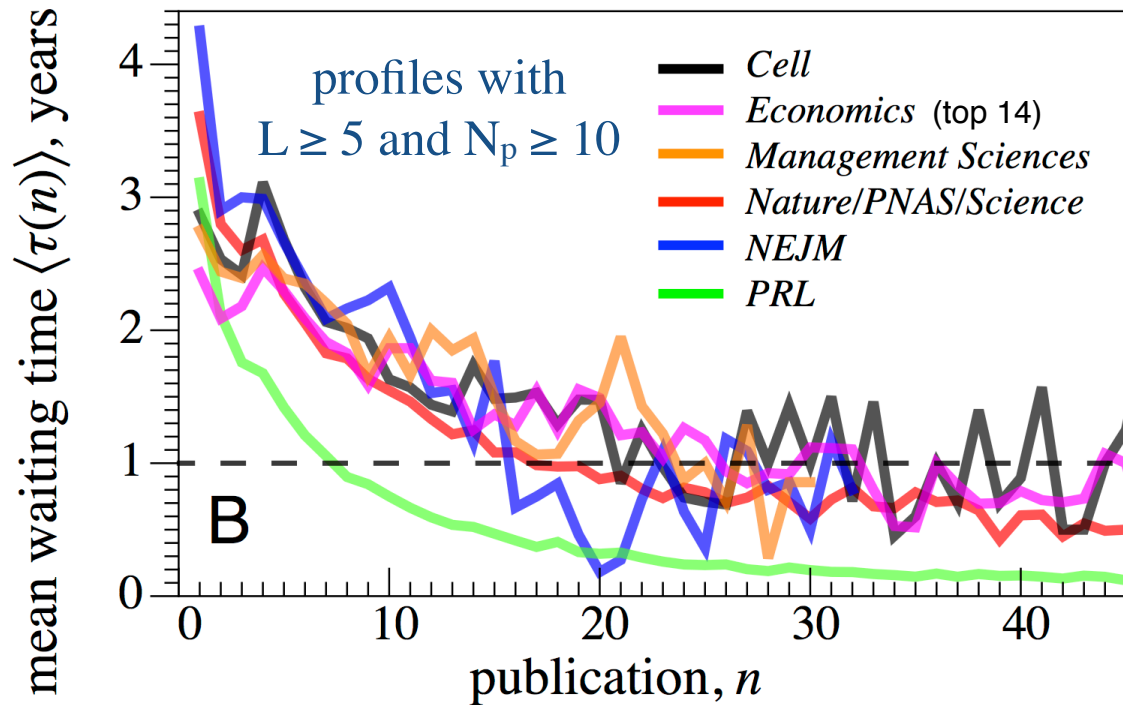 mean waiting time ⟨τ(n)⟩, years
4
3
2
1
0
profiles with
L ≥ 5 and Np ≥ 10
Cell
Economics (top 14)
Management Sciences
Nature/PNAS/Science
NEJM
PRL
B
0 10 20 30 40
publication, n